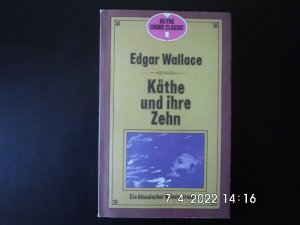 HEYNE
CRIME CLASSIC
Edgar Wallace
Käthe
und ihre
Zehn
Ein klassischer
7. 4. 2022 14:16